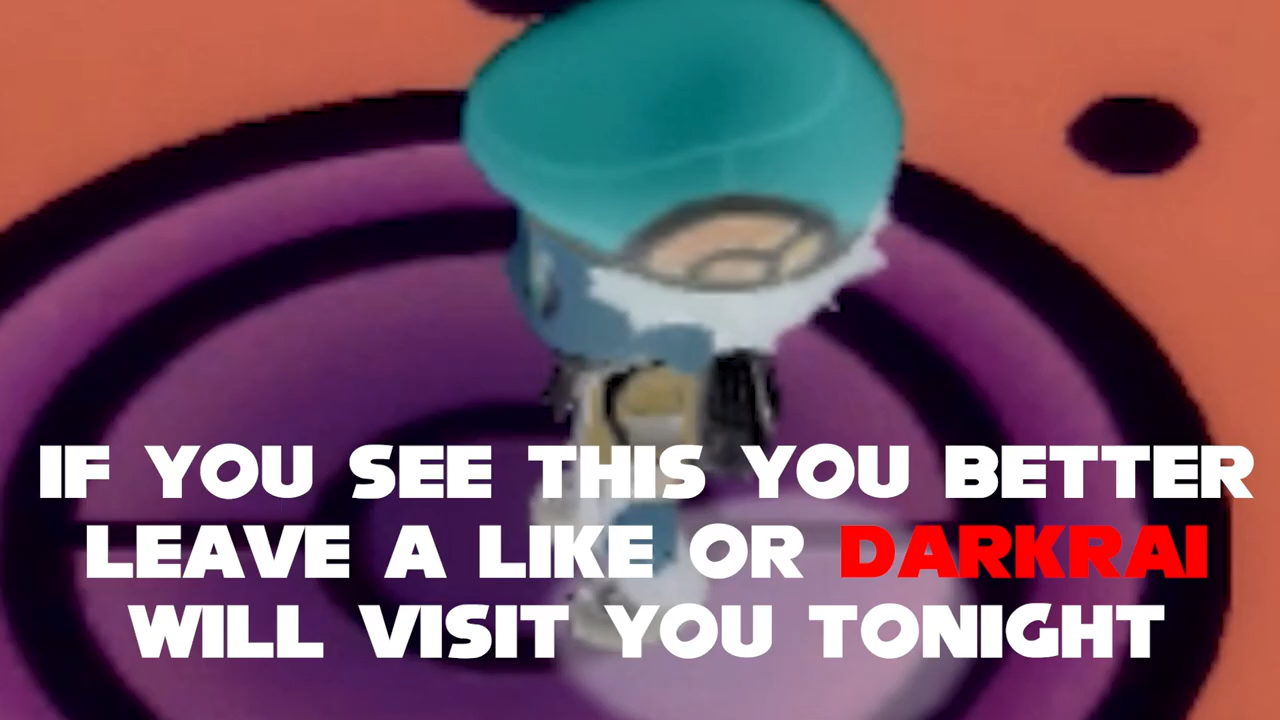 IF YOU SEE THIS YOU BETTER
LEAVE A LIKE OR DARKRAI
WILL VISIT YOU TONIGHT